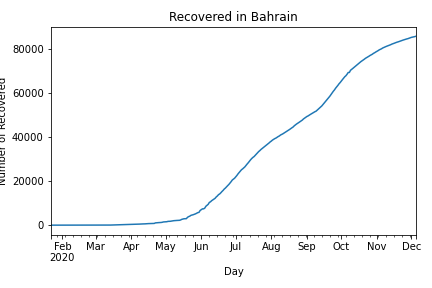 Recovered in Bahrain
Number of Recovered
80000
60000
40000
20000
0
Feb Mar Apr May Jun Jul Aug Sep Oct Nov Dec
2020
Day